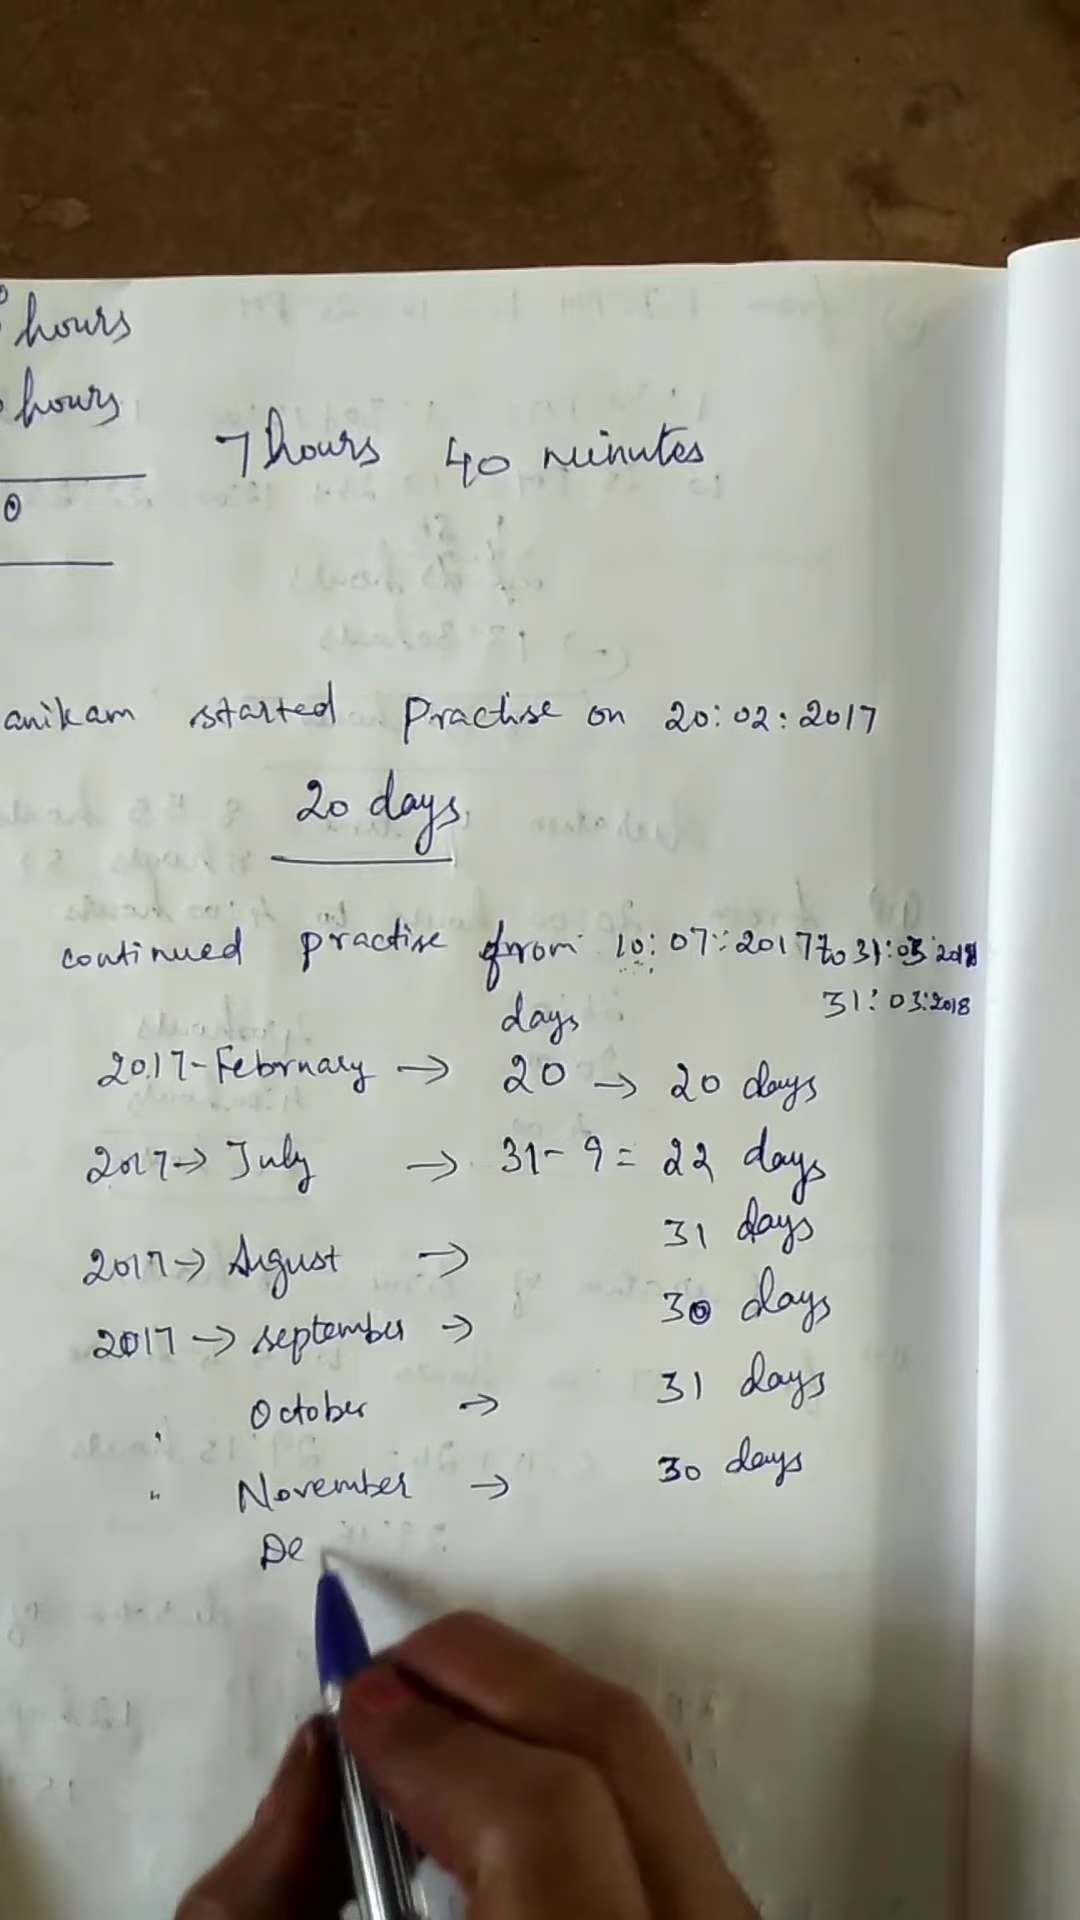 hours
hours
7 hours 40 minutes
0
anikam started Practise on 20:02:2017
20 days
continued practise from 10:07:2017 to 31:03:2018
31:03:2018
days
2017-February → 20 → 20 days
2017→ July → 31-9= 22 days
2017→ August → 31 days
2017 → september → 30 days
" October → 31 days
" November → 30 days
De